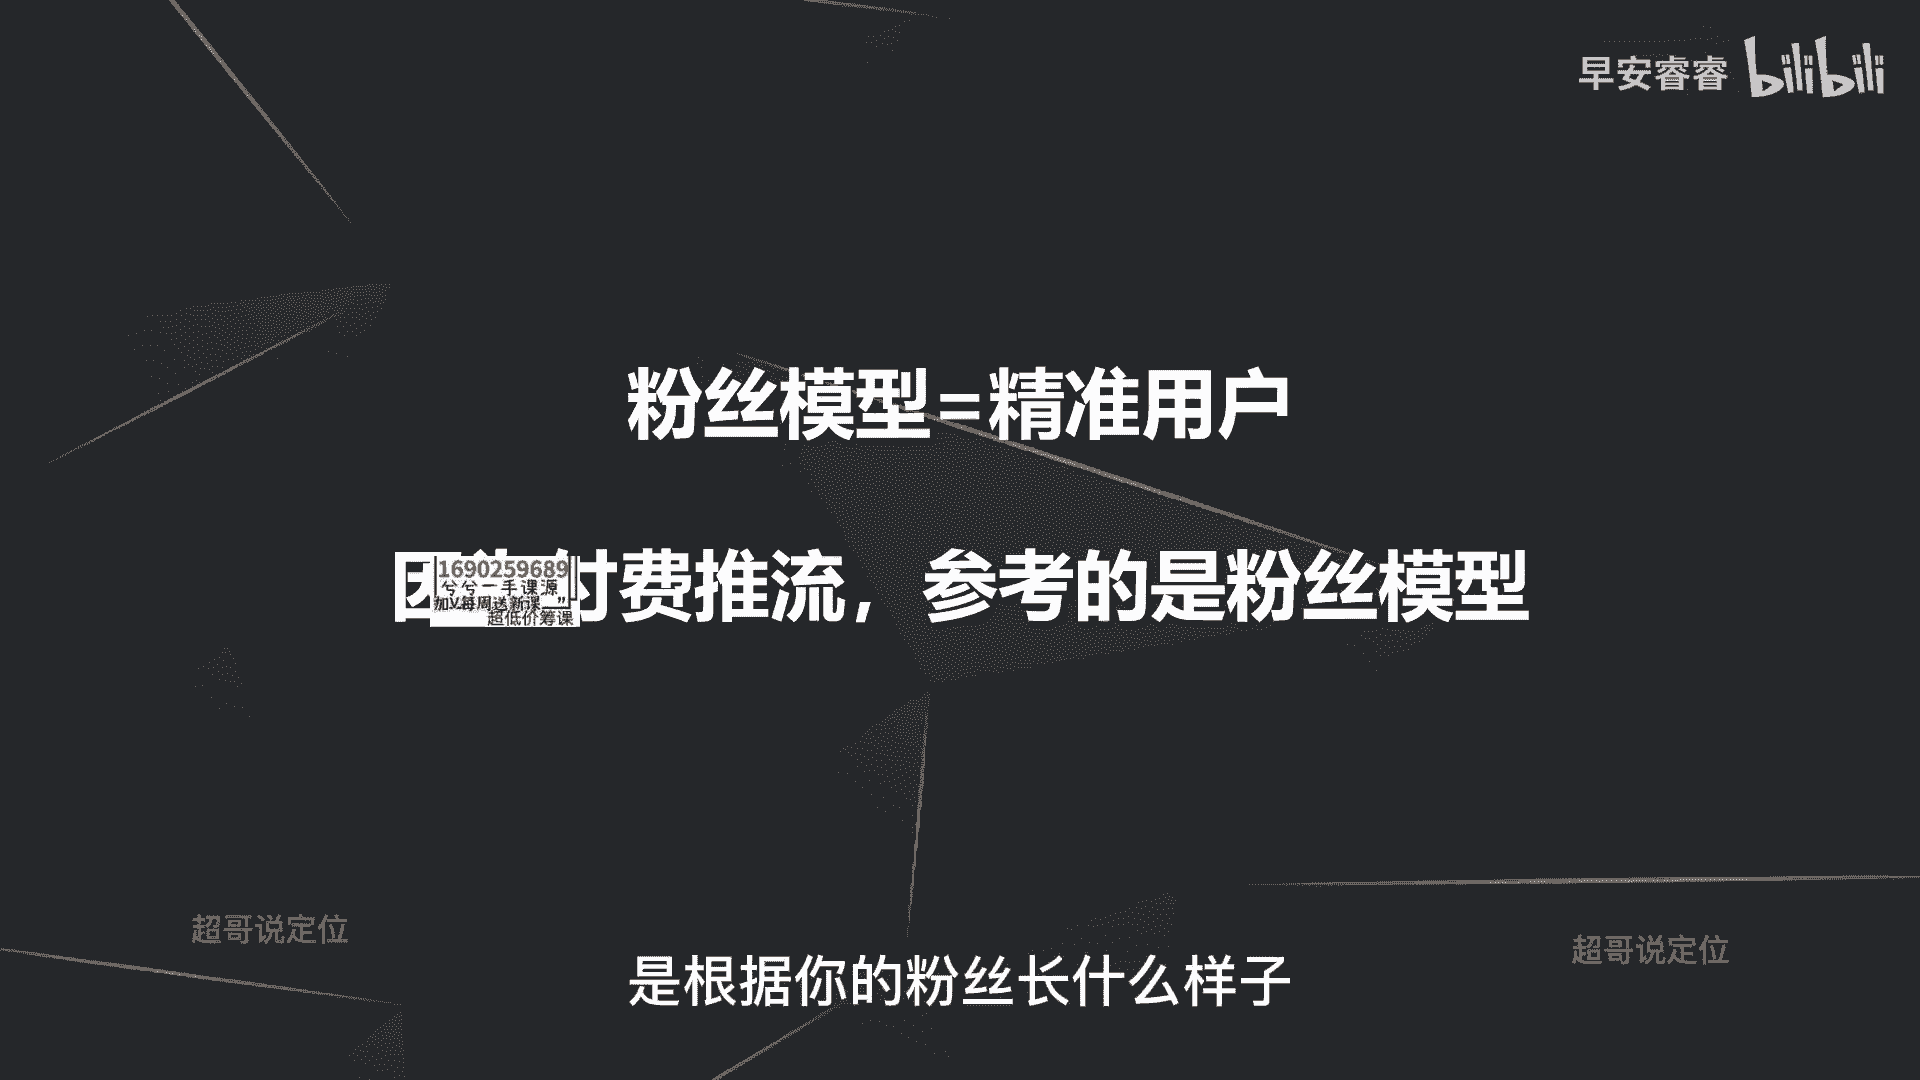 早安睿睿 bilibili
粉丝模型=精准用户
因为付费推流，参考的是粉丝模型
1690259689
兮兮一手课源
加V每周送新课
超低价筹课
超哥说定位
超哥说定位
是根据你的粉丝长什么样子